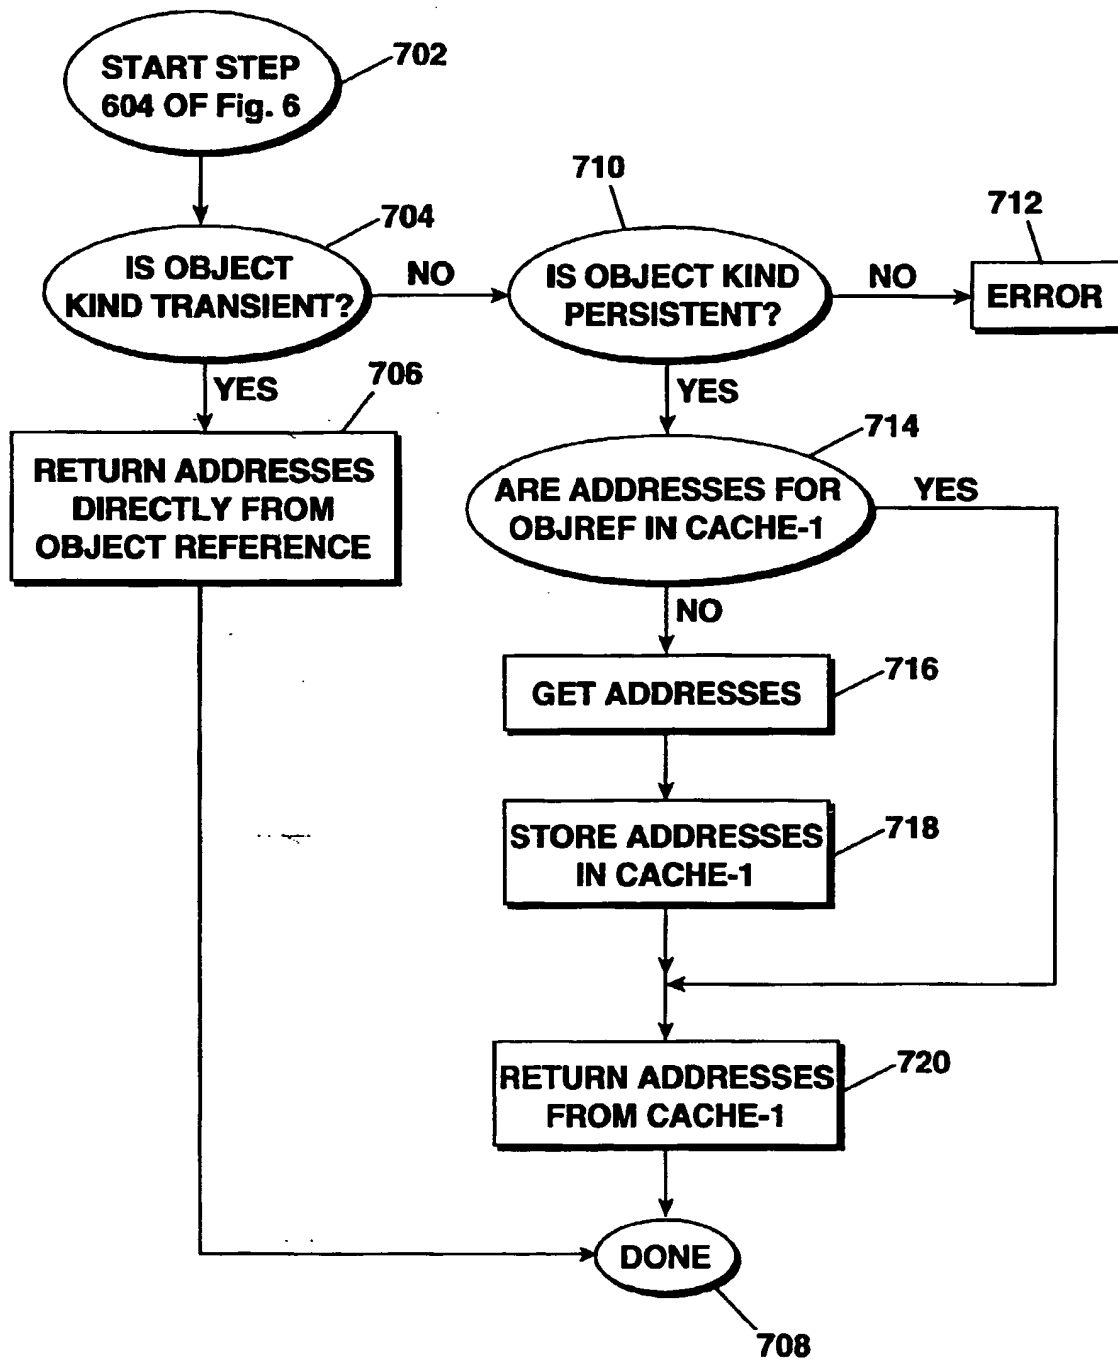 START STEP
604 OF Fig. 6
702
704
IS OBJECT
KIND TRANSIENT?
NO
710
IS OBJECT KIND
PERSISTENT?
NO
712
ERROR
YES
706
RETURN ADDRESSES
DIRECTLY FROM
OBJECT REFERENCE
YES
714
ARE ADDRESSES FOR
OBJREF IN CACHE-1
YES
NO
GET ADDRESSES
716
STORE ADDRESSES
IN CACHE-1
718
RETURN ADDRESSES
FROM CACHE-1
720
DONE
708